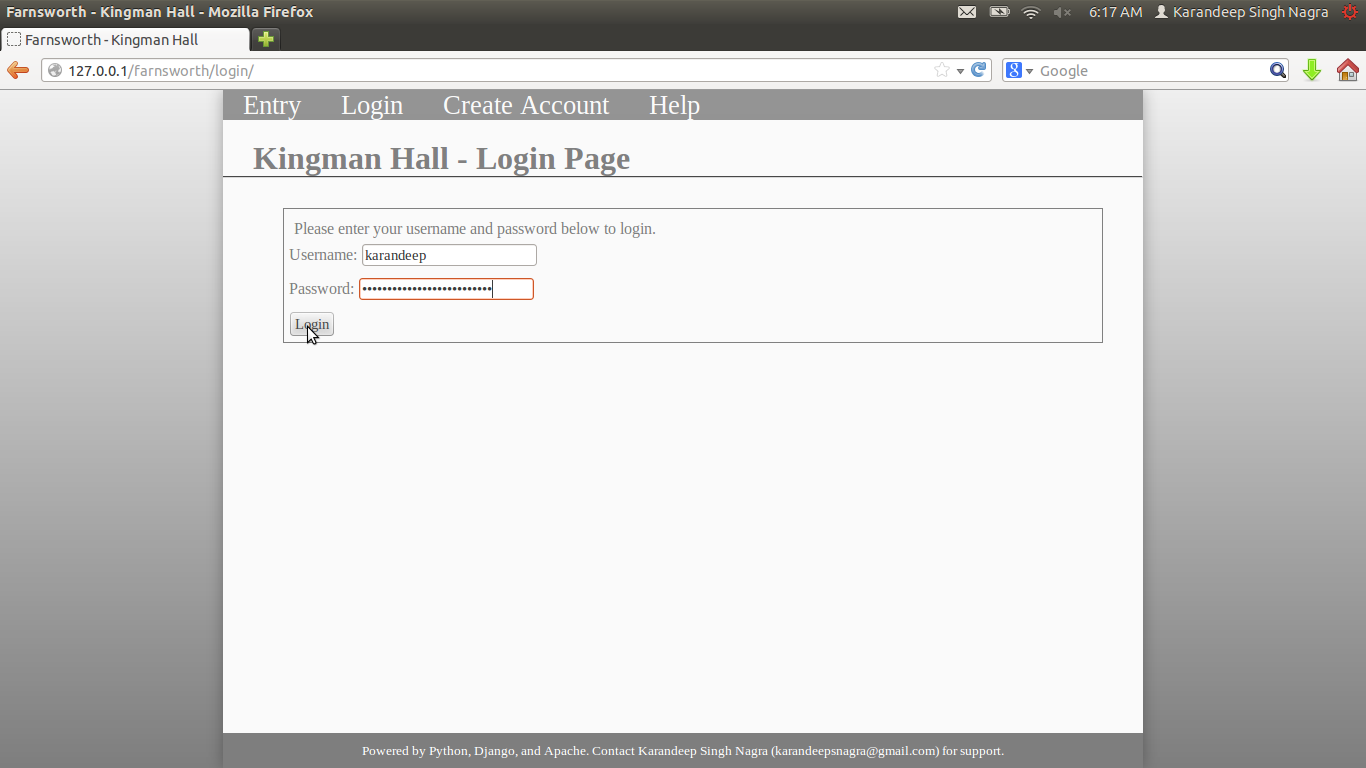 Farnsworth - Kingman Hall - Mozilla Firefox 6:17 AM Karandeep Singh Nagra
Farnsworth - Kingman Hall
127.0.0.1/farnsworth/login/ Google
Entry Login Create Account Help
Kingman Hall - Login Page
Please enter your username and password below to login.
Username: karandeep
Password: ••••••••••••••••••••••••••
Login
Powered by Python, Django, and Apache. Contact Karandeep Singh Nagra (karandeepsnagra@gmail.com) for support.